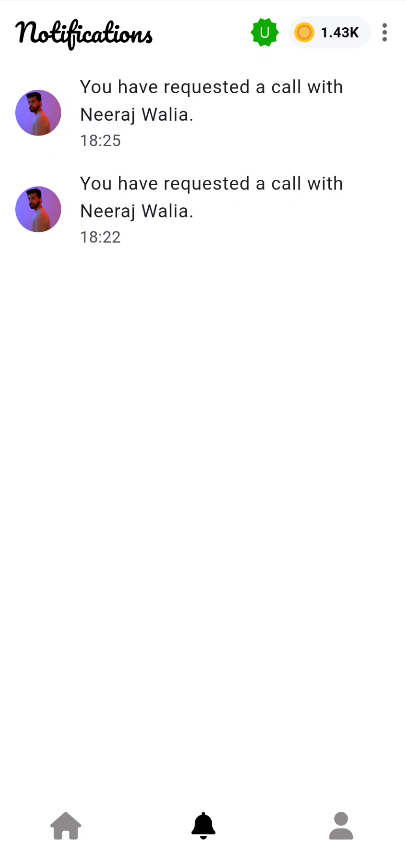 Notifications
U
1.43K
You have requested a call with
Neeraj Walia.
18:25
You have requested a call with
Neeraj Walia.
18:22